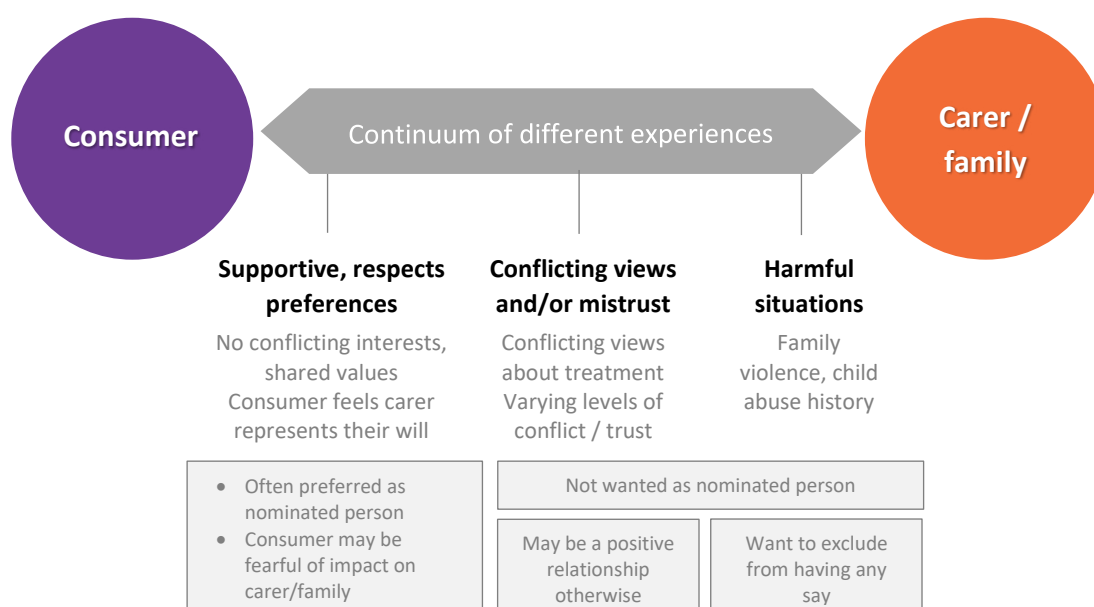 Consumer
Continuum of different experiences
Carer /
family
Supportive, respects
preferences
No conflicting interests,
shared values
Consumer feels carer
represents their will
Conflicting views
and/or mistrust
Conflicting views
about treatment
Varying levels of
conflict / trust
Harmful
situations
Family
violence, child
abuse history
• Often preferred as
nominated person
• Consumer may be
fearful of impact on
carer/family
Not wanted as nominated person
May be a positive
relationship
otherwise
Want to exclude
from having any
say